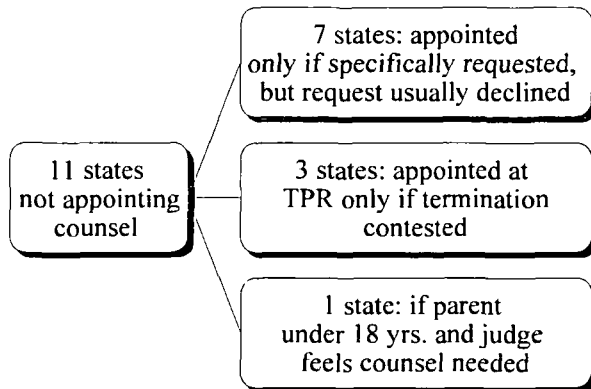 7 states: appointed
only if specifically requested,
but request usually declined
11 states
not appointing
counsel
3 states: appointed at
TPR only if termination
contested
1 state: if parent
under 18 yrs. and judge
feels counsel needed